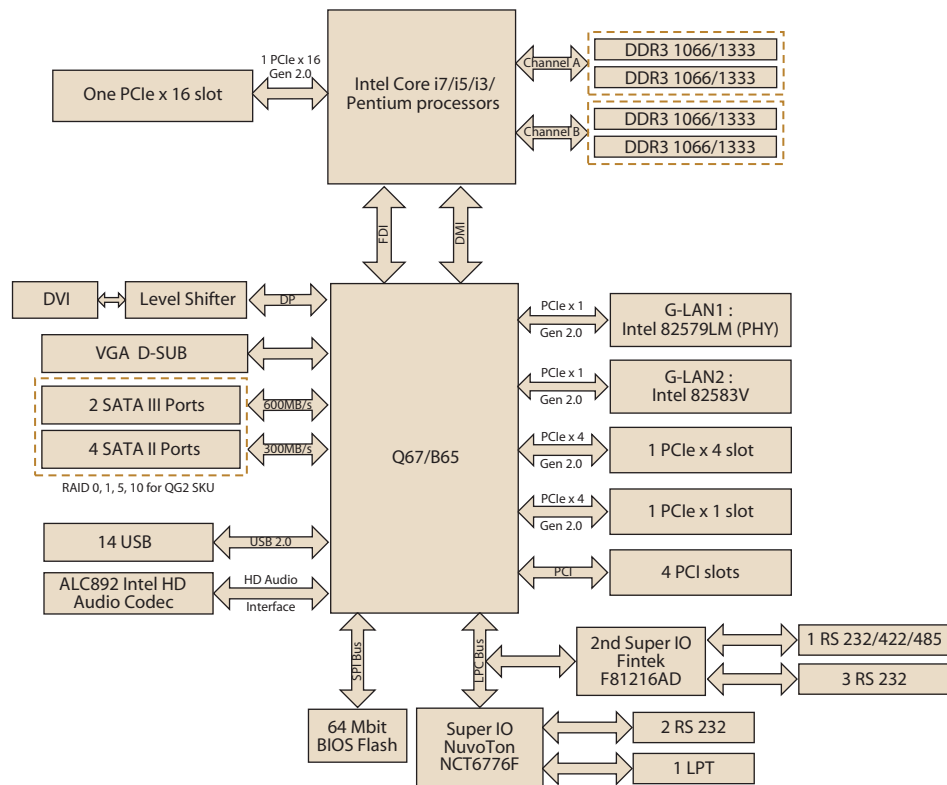 1 PCIe x 16
Gen 2.0
One PCIe x 16 slot
Intel Core i7/i5/i3/
Pentium processors
Channel A
DDR3 1066/1333
DDR3 1066/1333
Channel B
DDR3 1066/1333
DDR3 1066/1333
FDI
DMI
DVI
Level Shifter
DP
VGA D-SUB
2 SATA III Ports
600MB/s
4 SATA II Ports
300MB/s
RAID 0, 1, 5, 10 for QG2 SKU
14 USB
USB 2.0
ALC892 Intel HD
Audio Codec
HD Audio
Interface
Q67/B65
PCIe x 1
Gen 2.0
G-LAN1 :
Intel 82579LM (PHY)
PCIe x 1
Gen 2.0
G-LAN2 :
Intel 82583V
PCIe x 4
Gen 2.0
1 PCIe x 4 slot
PCIe x 4
Gen 2.0
1 PCIe x 1 slot
PCI
4 PCI slots
SPI Bus
LPC Bus
64 Mbit
BIOS Flash
Super IO
NuvoTon
NCT6776F
2nd Super IO
Fintek
F81216AD
1 RS 232/422/485
3 RS 232
2 RS 232
1 LPT